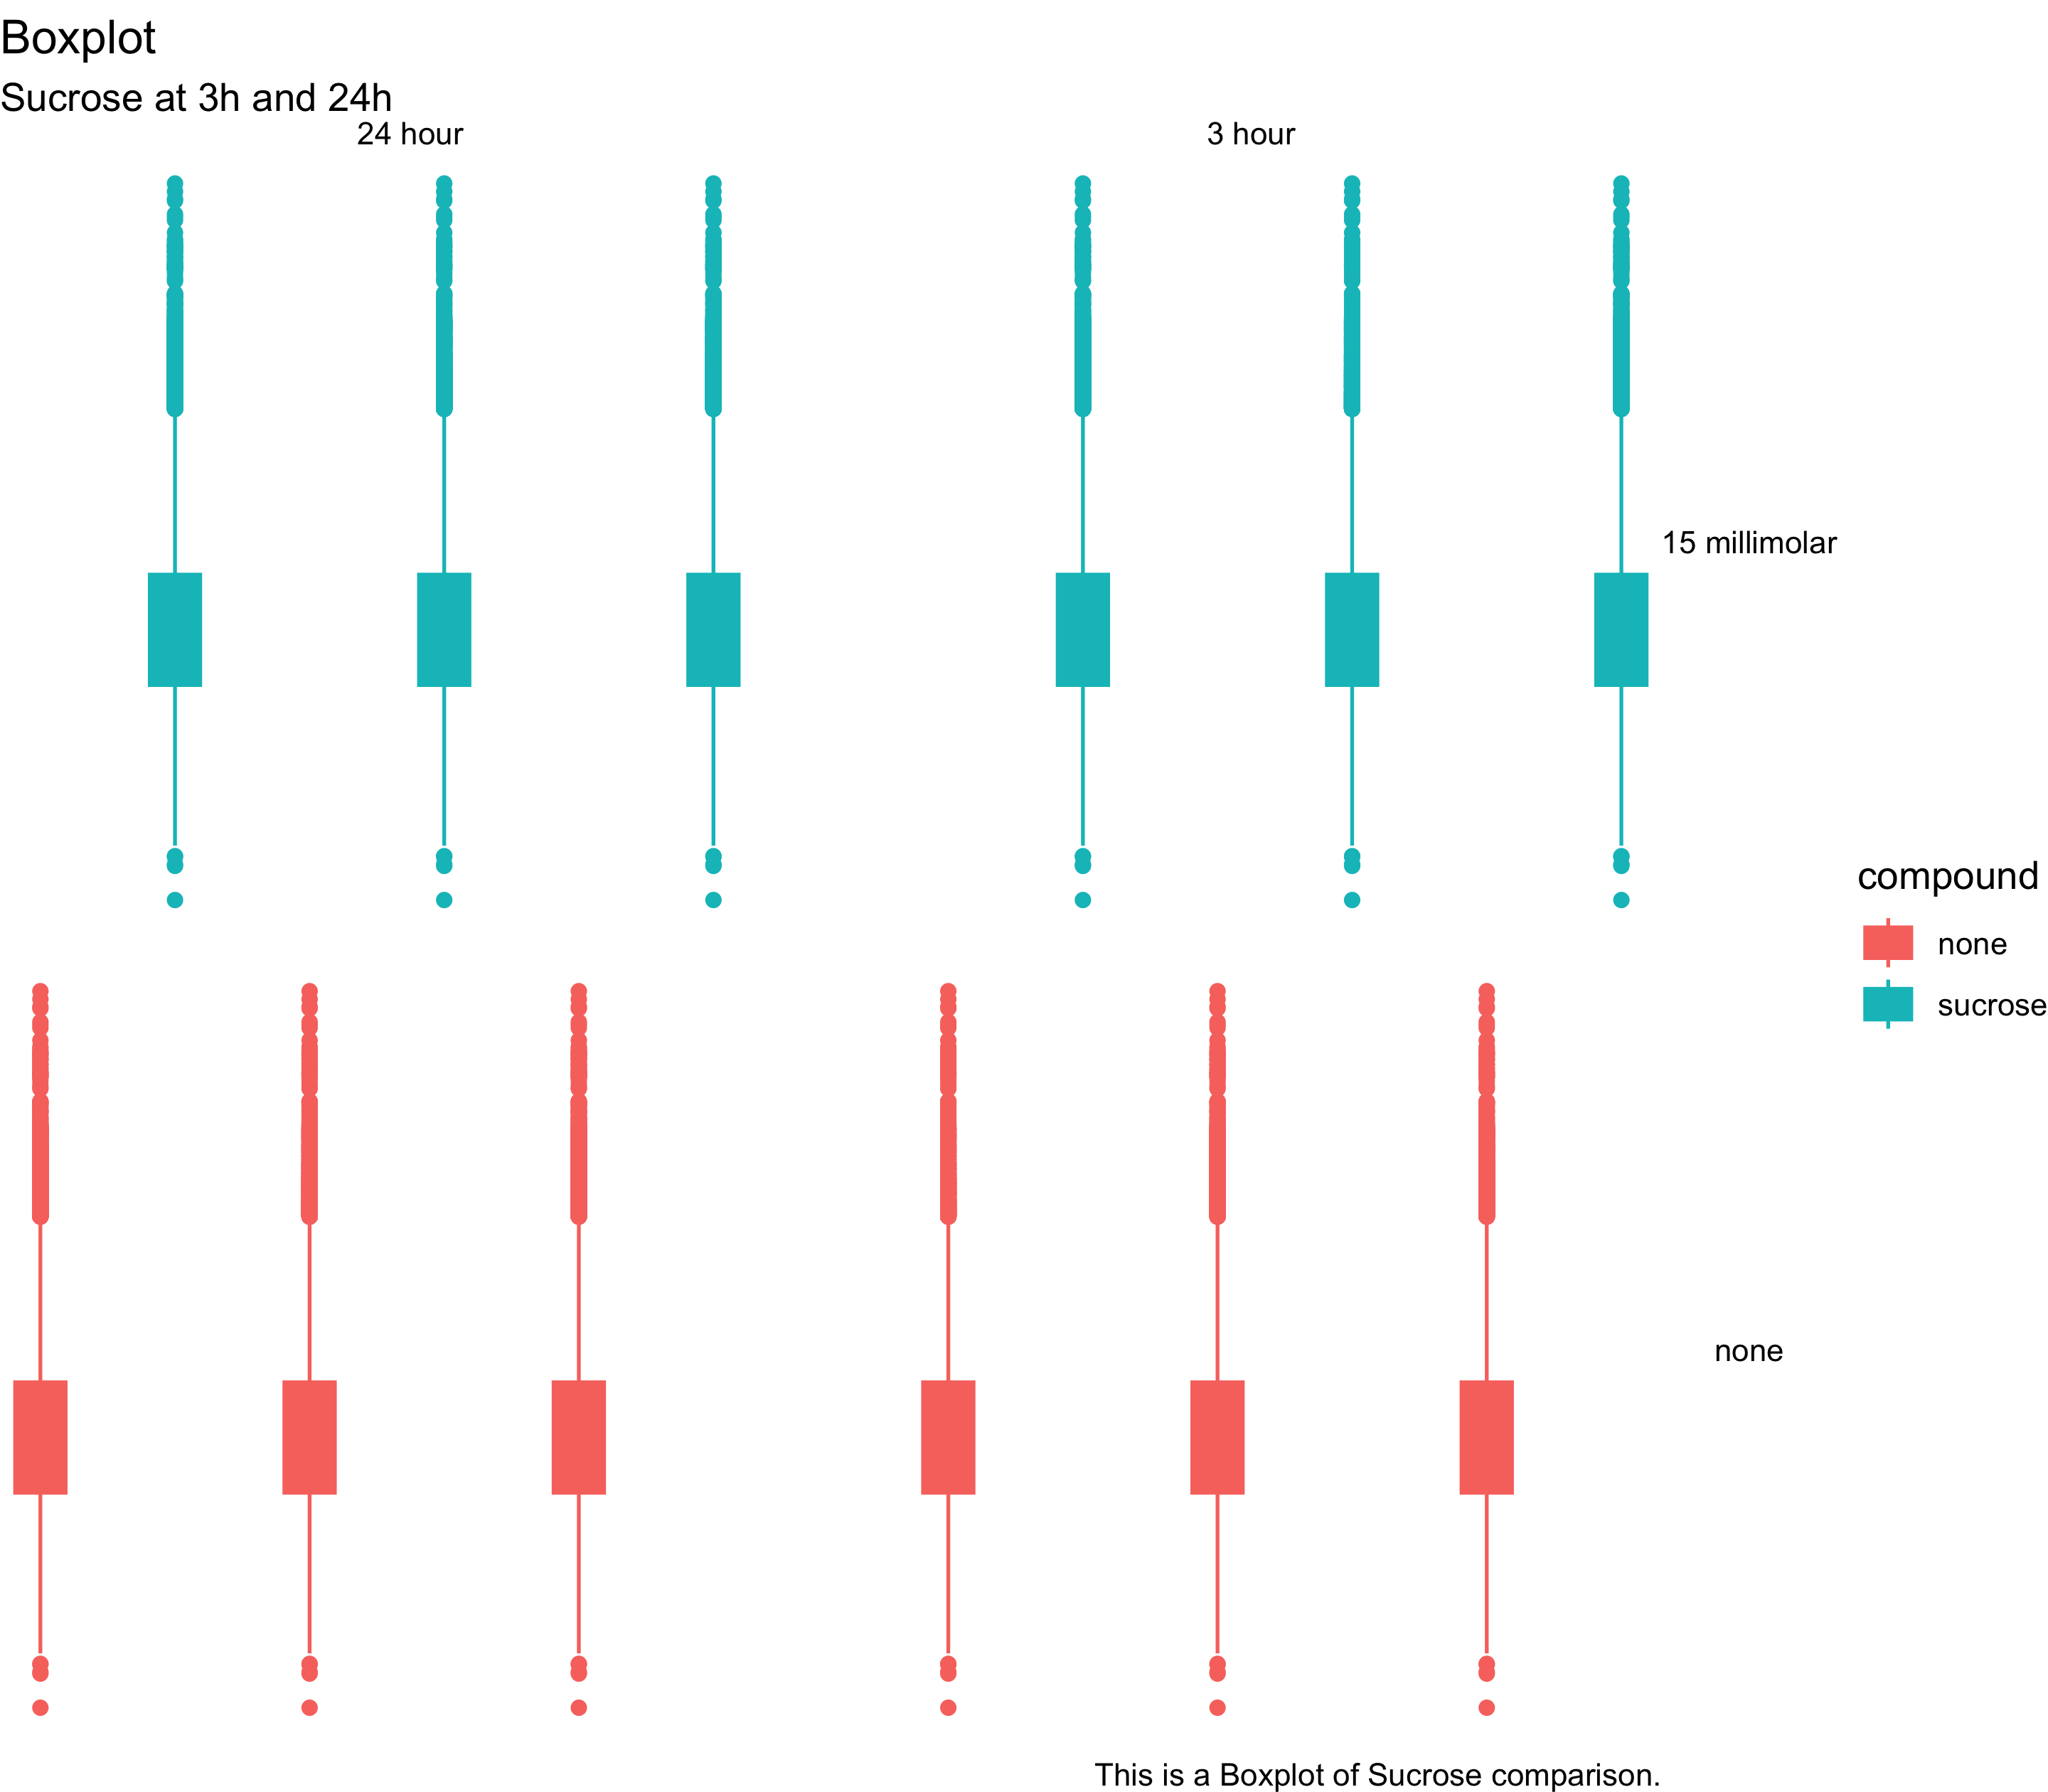 Boxplot
Sucrose at 3h and 24h
24 hour
3 hour
15 millimolar
compound
none
sucrose
none
This is a Boxplot of Sucrose comparison.